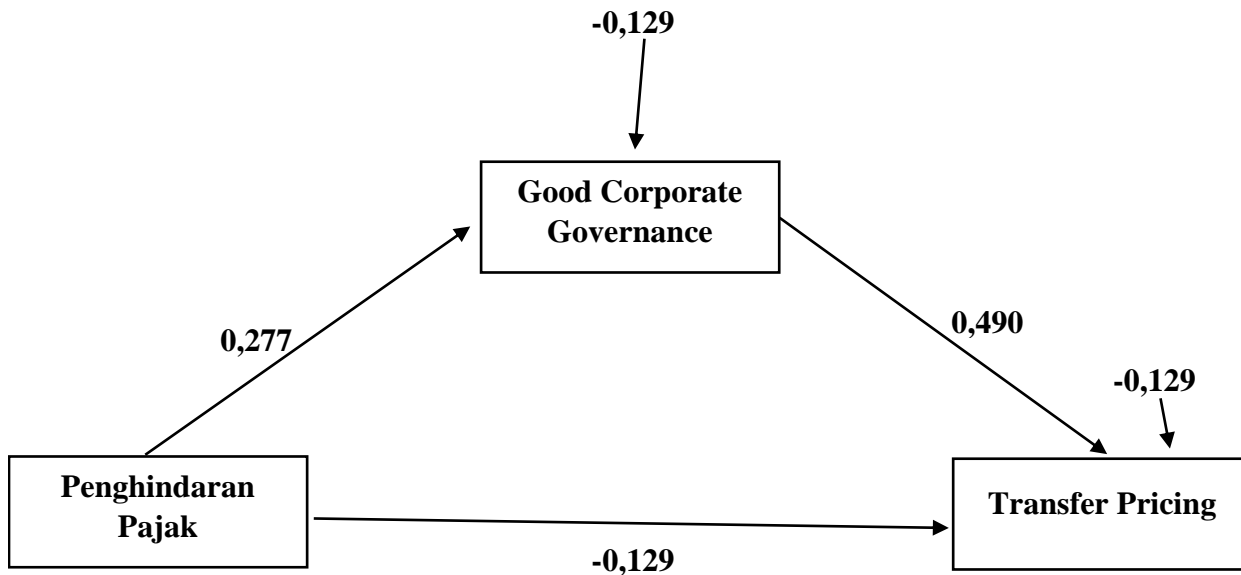 -0,129
Good Corporate
Governance
0,277
0,490
-0,129
Penghindaran
Pajak
Transfer Pricing
-0,129